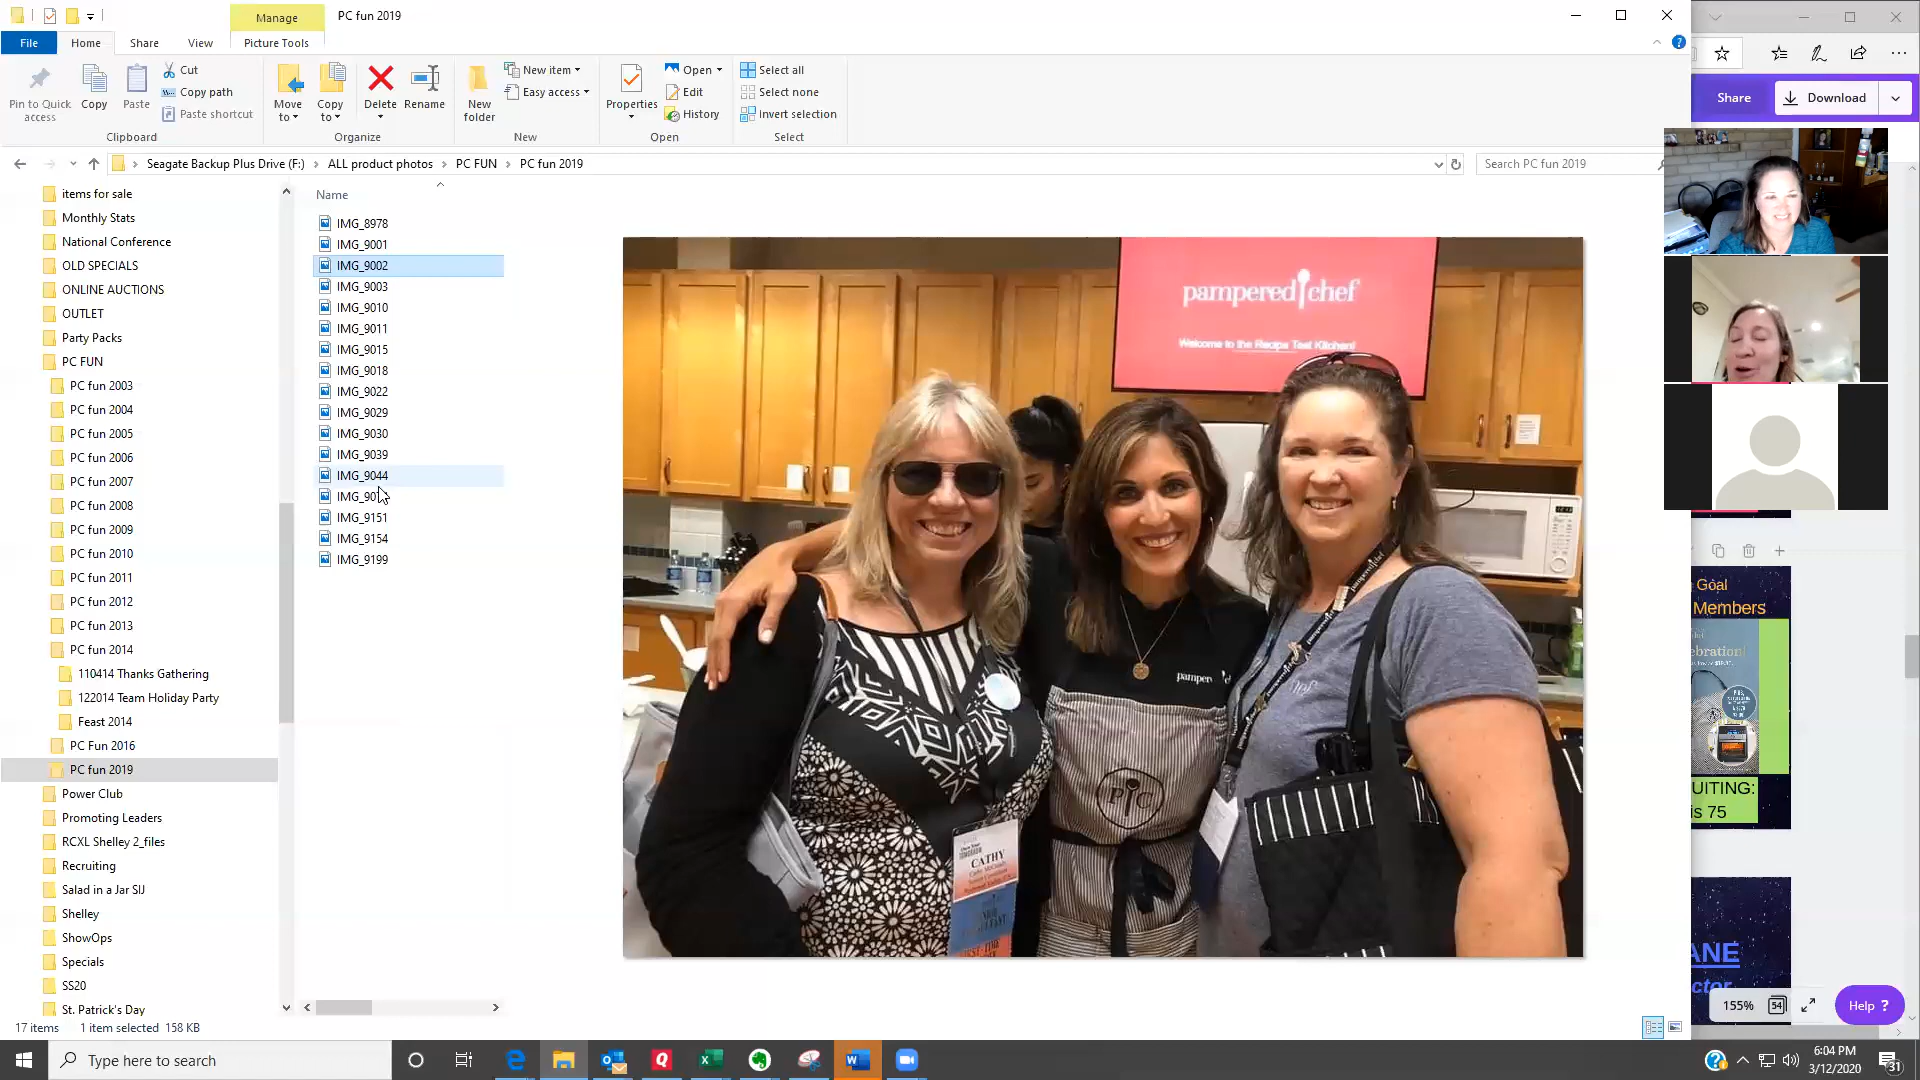 Manage
PC fun 2019
File
Home
Share
View
Picture Tools
Pin to Quick access
Copy
Paste
Cut
Copy path
Paste shortcut
Clipboard
Move to
Copy to
Delete
Rename
Organize
New folder
New item
Easy access
New
Properties
Open
Edit
History
Open
Select all
Select none
Invert selection
Select
Share
Download
Seagate Backup Plus Drive (F:)
ALL product photos
PC FUN
PC fun 2019
Search PC fun 2019
items for sale
Monthly Stats
National Conference
OLD SPECIALS
ONLINE AUCTIONS
OUTLET
Party Packs
PC FUN
PC fun 2003
PC fun 2004
PC fun 2005
PC fun 2006
PC fun 2007
PC fun 2008
PC fun 2009
PC fun 2010
PC fun 2011
PC fun 2012
PC fun 2013
PC fun 2014
110414 Thanks Gathering
122014 Team Holiday Party
Feast 2014
PC Fun 2016
PC fun 2019
Power Club
Promoting Leaders
RCXL Shelley 2_files
Recruiting
Salad in a Jar SIJ
Shelley
ShowOps
Specials
SS20
St. Patrick's Day
Name
IMG_8978
IMG_9001
IMG_9002
IMG_9003
IMG_9010
IMG_9011
IMG_9015
IMG_9018
IMG_9022
IMG_9029
IMG_9030
IMG_9039
IMG_9044
IMG_9151
IMG_9154
IMG_9199
pampered chef
Welcome to the Recipe Test Kitchen!
CATHY
PC
Goal
Members
UITING:
is 75
155%
54
Help ?
17 items
1 item selected
158 KB
Type here to search
6:04 PM
3/12/2020
31